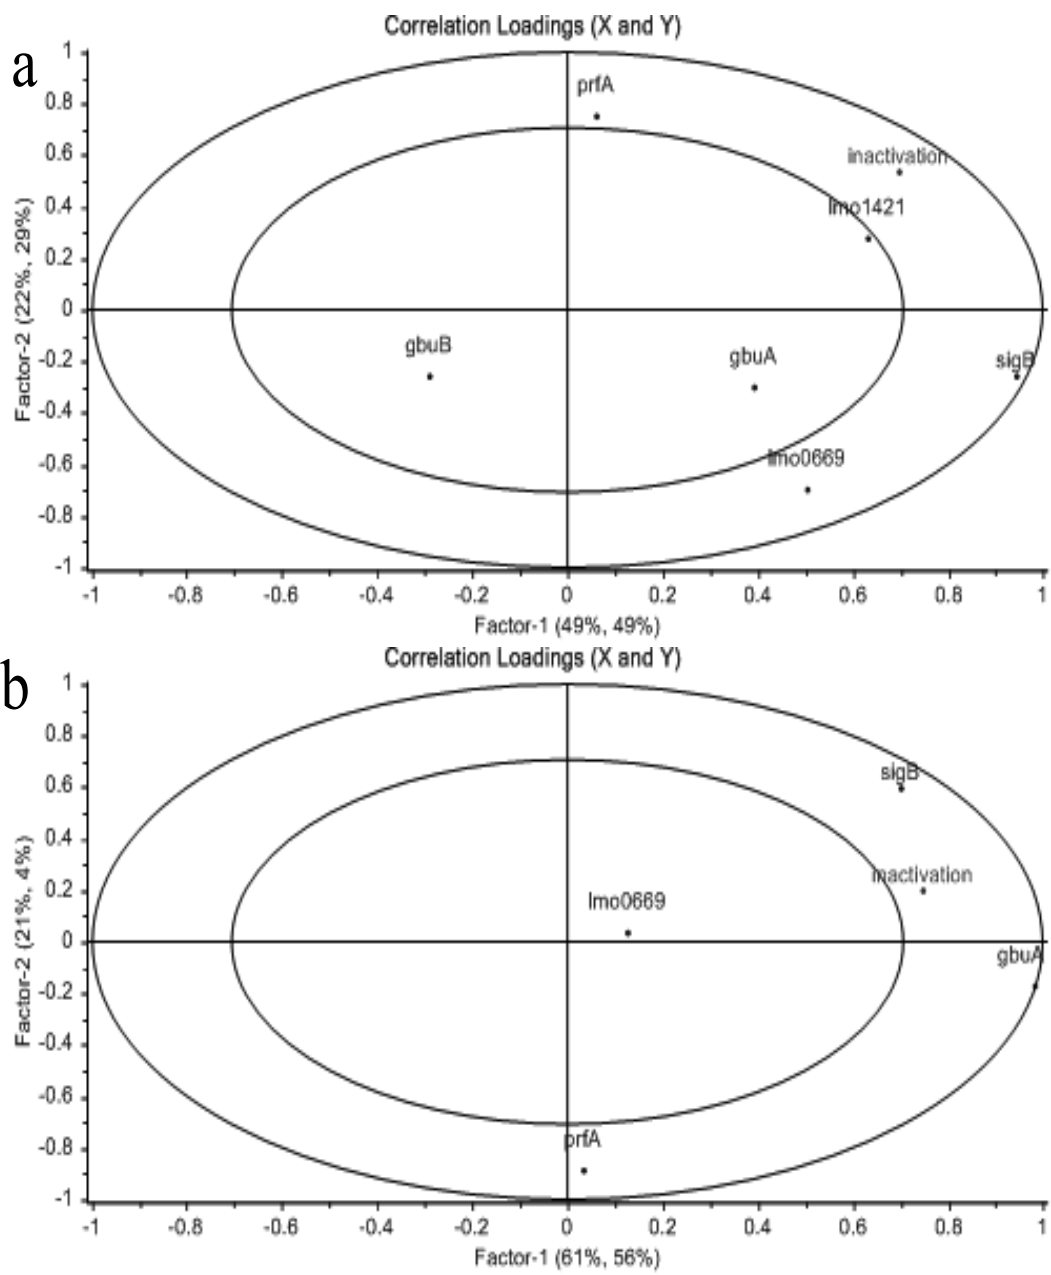 a
Correlation Loadings (X and Y)
1
0.8
0.6
0.4
0.2
0
-0.2
-0.4
-0.6
-0.8
-1
Factor-2 (22%, 29%)
prfA
inactivation
lmo1421
gbuB
gbuA
sigB
lmo0669
-1 -0.8 -0.6 -0.4 -0.2 0 0.2 0.4 0.6 0.8 1
Factor-1 (49%, 49%)
b
Correlation Loadings (X and Y)
1
0.8
0.6
0.4
0.2
0
-0.2
-0.4
-0.6
-0.8
-1
Factor-2 (21%, 4%)
sigB
inactivation
lmo0669
gbuA
prfA
-1 -0.8 -0.6 -0.4 -0.2 0 0.2 0.4 0.6 0.8 1
Factor-1 (61%, 56%)